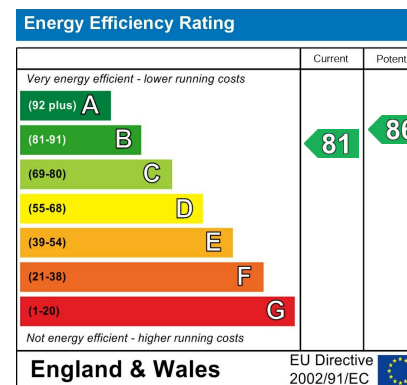 Energy Efficiency Rating
Current Potent
Very energy efficient - lower running costs
(92 plus) A
(81-91) B
(69-80) C
(55-68) D
(39-54) E
(21-38) F
(1-20) G
81
86
Not energy efficient - higher running costs
England & Wales
EU Directive
2002/91/EC